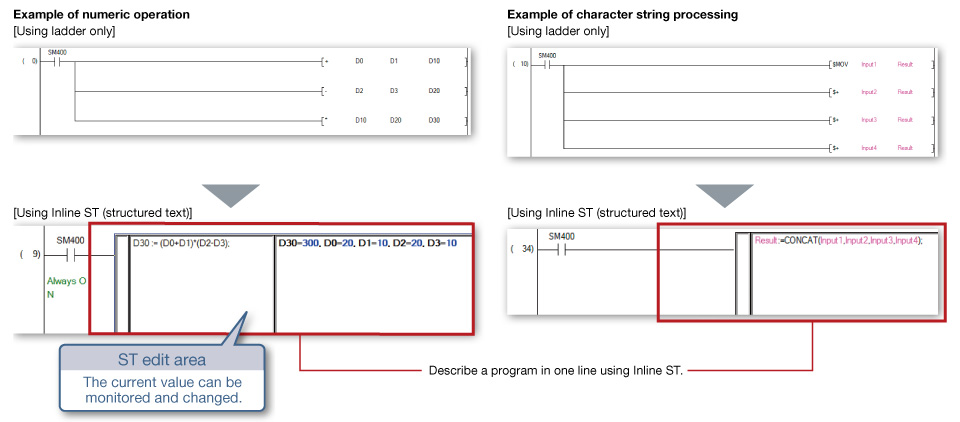 Example of numeric operation
[Using ladder only]
SM400
( 0)
[+ D0 D1 D10 ]
[- D2 D3 D20 ]
[* D10 D20 D30 ]
[Using Inline ST (structured text)]
SM400
( 9)
Always O
N
D30 := (D0+D1)*(D2-D3);
D30=300, D0=20, D1=10, D2=20, D3=10
ST edit area
The current value can be
monitored and changed.
Example of character string processing
[Using ladder only]
SM400
( 10)
[$MOV Input1 Result ]
[$+ Input2 Result ]
[$+ Input3 Result ]
[$+ Input4 Result ]
[Using Inline ST (structured text)]
SM400
( 34)
Result:=CONCAT(Input1,Input2,Input3,Input4);
Describe a program in one line using Inline ST.